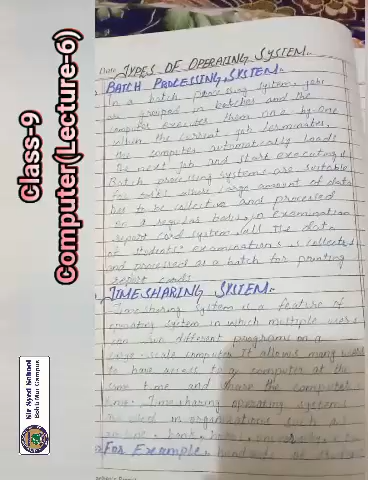 Class-9
Computer(Lecture-6)
Sir Syed School
Date
TYPES OF OPERATING SYSTEM.
BATCH PROCESSING SYSTEM.
In a batch processing system, jobs
are grouped in batches and the
computer executes them one by one
when the current job terminates,
the computer automatically loads
the next job and start executing it
Batch processing systems are suitable
for tasks where large amount of data
has to be collective and processed
on a regular basis, in examination
report card system all the data
of students' examinations is collected
and processed as a batch for printing
report cards
TIME-SHARING SYSTEM.
Time sharing system is a feature of
operating system in which multiple users
can run different programs on a
large-scale computer. It allows many users
to have access to a computer at the
same time and share the computer's
time. Time sharing operating systems
used in organizations such as
For Example, hundreds of